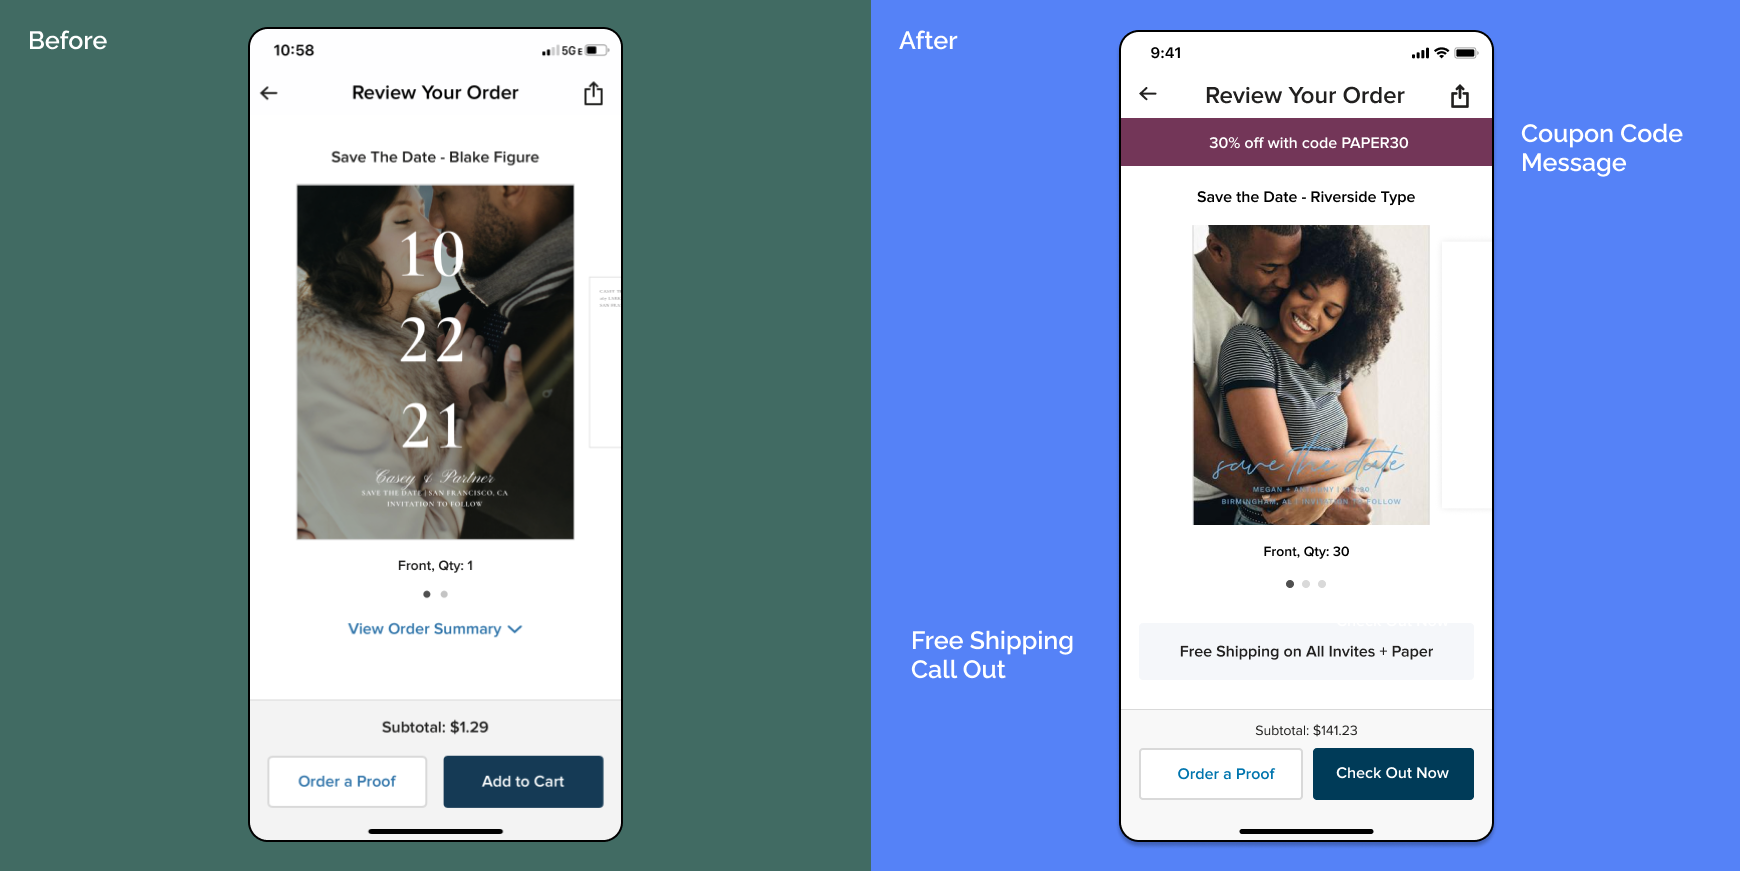 Before
10:58
5GE
Review Your Order
Save The Date - Blake Figure
10
22
21
Casey & Partner
SAVE THE DATE | SAN FRANCISCO, CA
INVITATION TO FOLLOW
Front, Qty: 1
View Order Summary
Subtotal: $1.29
Order a Proof
Add to Cart
After
9:41
Review Your Order
30% off with code PAPER30
Coupon Code
Message
Save the Date - Riverside Type
save the date
MEGAN + ANTHONY |
BIRMINGHAM, AL | INVITATION TO FOLLOW
Front, Qty: 30
Free Shipping
Call Out
Free Shipping on All Invites + Paper
Subtotal: $141.23
Order a Proof
Check Out Now